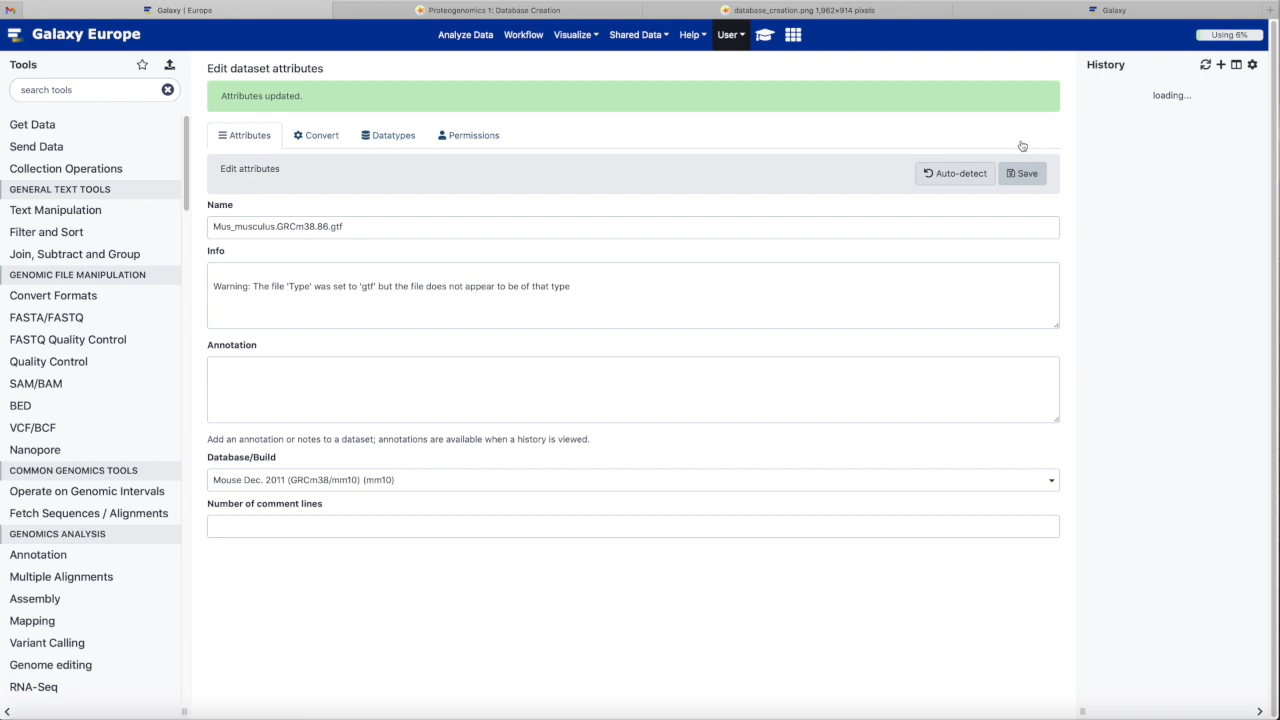 Galaxy | Europe
Proteogenomics 1: Database Creation
database_creation.png 1,962×914 pixels
Galaxy
Galaxy Europe
Analyze Data Workflow Visualize Shared Data Help User
Using 6%
Tools
search tools
Get Data
Send Data
Collection Operations
GENERAL TEXT TOOLS
Text Manipulation
Filter and Sort
Join, Subtract and Group
GENOMIC FILE MANIPULATION
Convert Formats
FASTA/FASTQ
FASTQ Quality Control
Quality Control
SAM/BAM
BED
VCF/BCF
Nanopore
COMMON GENOMICS TOOLS
Operate on Genomic Intervals
Fetch Sequences / Alignments
GENOMICS ANALYSIS
Annotation
Multiple Alignments
Assembly
Mapping
Variant Calling
Genome editing
RNA-Seq
Edit dataset attributes
Attributes updated.
Attributes Convert Datatypes Permissions
Edit attributes
Auto-detect Save
Name
Mus_musculus.GRCm38.86.gtf
Info
Warning: The file 'Type' was set to 'gtf' but the file does not appear to be of that type
Annotation
Add an annotation or notes to a dataset; annotations are available when a history is viewed.
Database/Build
Mouse Dec. 2011 (GRCm38/mm10) (mm10)
Number of comment lines
History
loading...